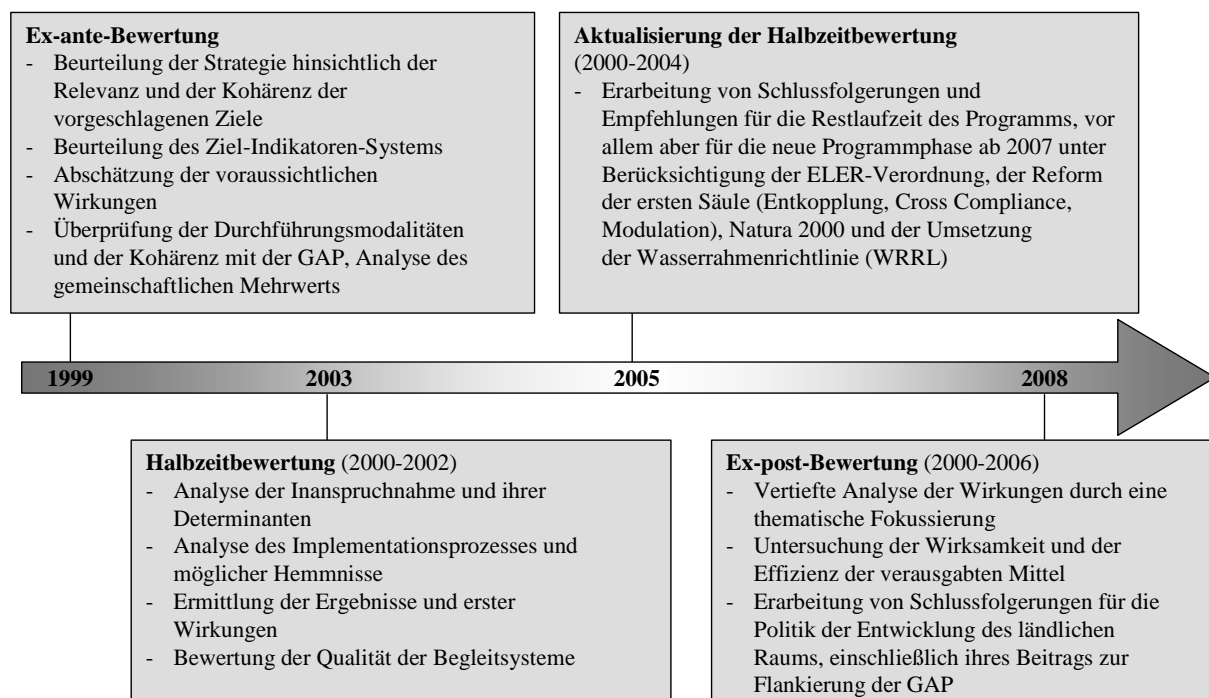 Ex-ante-Bewertung
- Beurteilung der Strategie hinsichtlich der
Relevanz und der Kohärenz der
vorgeschlagenen Ziele
- Beurteilung des Ziel-Indikatoren-Systems
- Abschätzung der voraussichtlichen
Wirkungen
- Überprüfung der Durchführungsmodalitäten
und der Kohärenz mit der GAP, Analyse des
gemeinschaftlichen Mehrwerts
Aktualisierung der Halbzeitbewertung
(2000-2004)
- Erarbeitung von Schlussfolgerungen und
Empfehlungen für die Restlaufzeit des Programms, vor
allem aber für die neue Programmphase ab 2007 unter
Berücksichtigung der ELER-Verordnung, der Reform
der ersten Säule (Entkopplung, Cross Compliance,
Modulation), Natura 2000 und der Umsetzung
der Wasserrahmenrichtlinie (WRRL)
1999 2003 2005 2008
Halbzeitbewertung (2000-2002)
- Analyse der Inanspruchnahme und ihrer
Determinanten
- Analyse des Implementationsprozesses und
möglicher Hemmnisse
- Ermittlung der Ergebnisse und erster
Wirkungen
- Bewertung der Qualität der Begleitsysteme
Ex-post-Bewertung (2000-2006)
- Vertiefte Analyse der Wirkungen durch eine
thematische Fokussierung
- Untersuchung der Wirksamkeit und der
Effizienz der verausgabten Mittel
- Erarbeitung von Schlussfolgerungen für die
Politik der Entwicklung des ländlichen
Raums, einschließlich ihres Beitrags zur
Flankierung der GAP